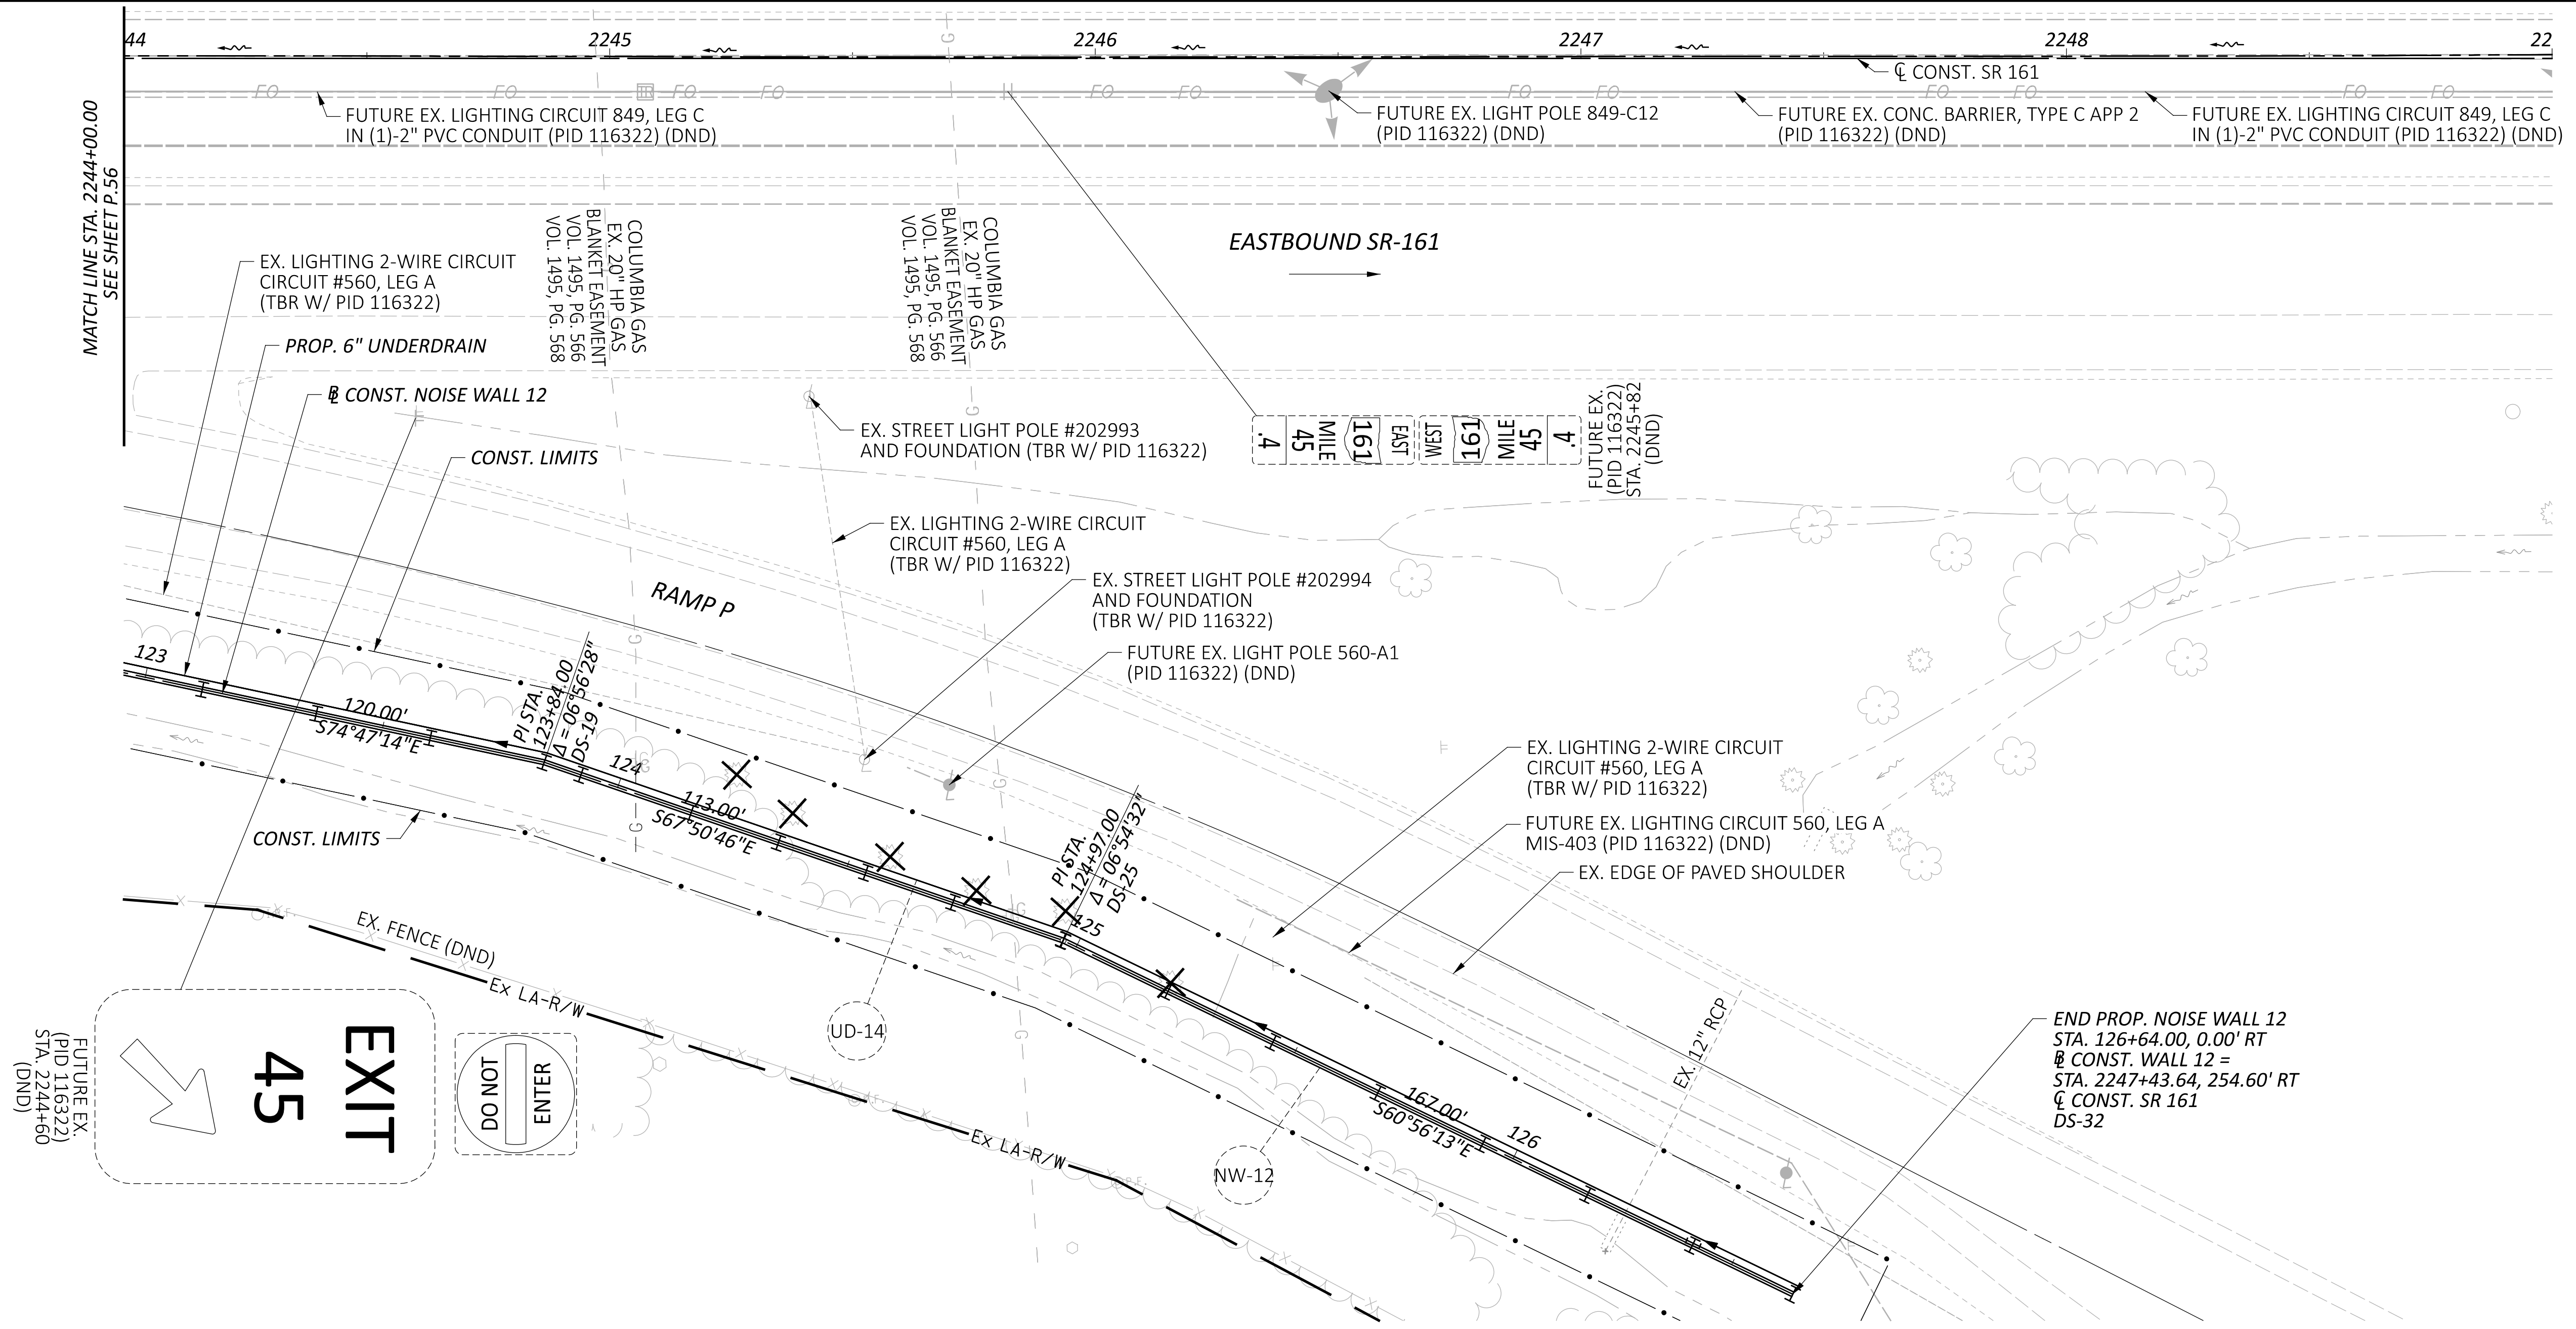 44
2245
2246
2247
2248
22
℄ CONST. SR 161
FO FO FO FO FO FO FO FO FO FO FO FO
G
FUTURE EX. LIGHTING CIRCUIT 849, LEG C
IN (1)-2" PVC CONDUIT (PID 116322) (DND)
FUTURE EX. LIGHT POLE 849-C12
(PID 116322) (DND)
FUTURE EX. CONC. BARRIER, TYPE C APP 2
(PID 116322) (DND)
FUTURE EX. LIGHTING CIRCUIT 849, LEG C
IN (1)-2" PVC CONDUIT (PID 116322) (DND)
MATCH LINE STA. 2244+00.00
SEE SHEET P.56
EASTBOUND SR-161
COLUMBIA GAS
EX. 20" HP GAS
BLANKET EASEMENT
VOL. 1495, PG. 566
VOL. 1495, PG. 568
COLUMBIA GAS
EX. 20" HP GAS
BLANKET EASEMENT
VOL. 1495, PG. 566
VOL. 1495, PG. 568
EX. LIGHTING 2-WIRE CIRCUIT
CIRCUIT #560, LEG A
(TBR W/ PID 116322)
PROP. 6" UNDERDRAIN
BL CONST. NOISE WALL 12
CONST. LIMITS
EX. STREET LIGHT POLE #202993
AND FOUNDATION (TBR W/ PID 116322)
EAST
161
MILE
45
.4
WEST
161
MILE
45
.4
FUTURE EX.
(PID 116322)
STA. 2245+82
(DND)
EX. LIGHTING 2-WIRE CIRCUIT
CIRCUIT #560, LEG A
(TBR W/ PID 116322)
EX. STREET LIGHT POLE #202994
AND FOUNDATION
(TBR W/ PID 116322)
FUTURE EX. LIGHT POLE 560-A1
(PID 116322) (DND)
RAMP P
123
120.00'
S74°47'14"E
PI STA.
123+84.00
Δ = 06°56'28"
DS-19
124
113.00'
S67°50'46"E
PI STA.
124+97.00
Δ = 06°54'32"
DS-25
125
EX. LIGHTING 2-WIRE CIRCUIT
CIRCUIT #560, LEG A
(TBR W/ PID 116322)
FUTURE EX. LIGHTING CIRCUIT 560, LEG A
MIS-403 (PID 116322) (DND)
EX. EDGE OF PAVED SHOULDER
CONST. LIMITS
EX. FENCE (DND)
Ex LA-R/W
UD-14
EX. 12" RCP
167.00'
S60°56'13"E
126
NW-12
Ex LA-R/W
END PROP. NOISE WALL 12
STA. 126+64.00, 0.00' RT
BL CONST. WALL 12 =
STA. 2247+43.64, 254.60' RT
℄ CONST. SR 161
DS-32
EXIT
45
DO NOT
ENTER
FUTURE EX.
(PID 116322)
STA. 2244+60
(DND)